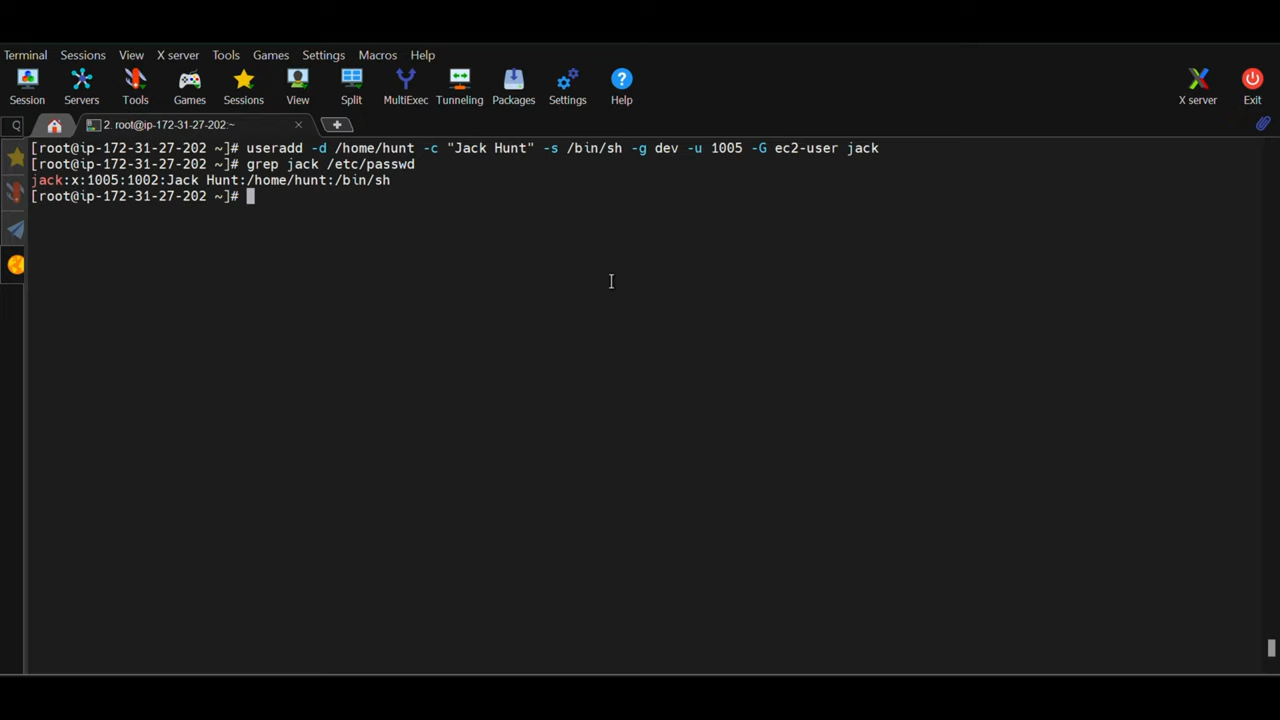 Terminal Sessions View X server Tools Games Settings Macros Help
Session Servers Tools Games Sessions View Split MultiExec Tunneling Packages Settings Help X server Exit
2. root@ip-172-31-27-202:~
[root@ip-172-31-27-202 ~]# useradd -d /home/hunt -c "Jack Hunt" -s /bin/sh -g dev -u 1005 -G ec2-user jack
[root@ip-172-31-27-202 ~]# grep jack /etc/passwd
jack:x:1005:1002:Jack Hunt:/home/hunt:/bin/sh
[root@ip-172-31-27-202 ~]#